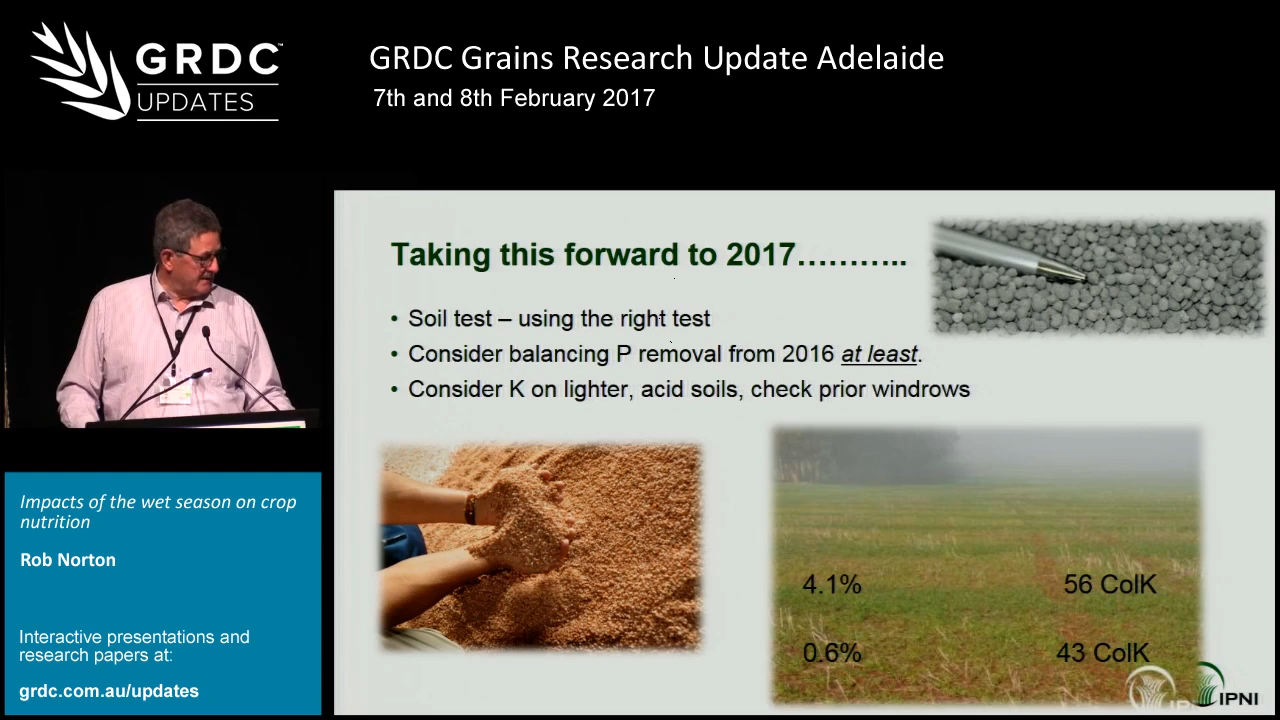 GRDC™
UPDATES
GRDC Grains Research Update Adelaide
7th and 8th February 2017
Taking this forward to 2017………..
• Soil test – using the right test
• Consider balancing P removal from 2016 at least.
• Consider K on lighter, acid soils, check prior windrows
4.1% 56 ColK
0.6% 43 ColK
IPNI
Impacts of the wet season on crop
nutrition
Rob Norton
Interactive presentations and
research papers at:
grdc.com.au/updates